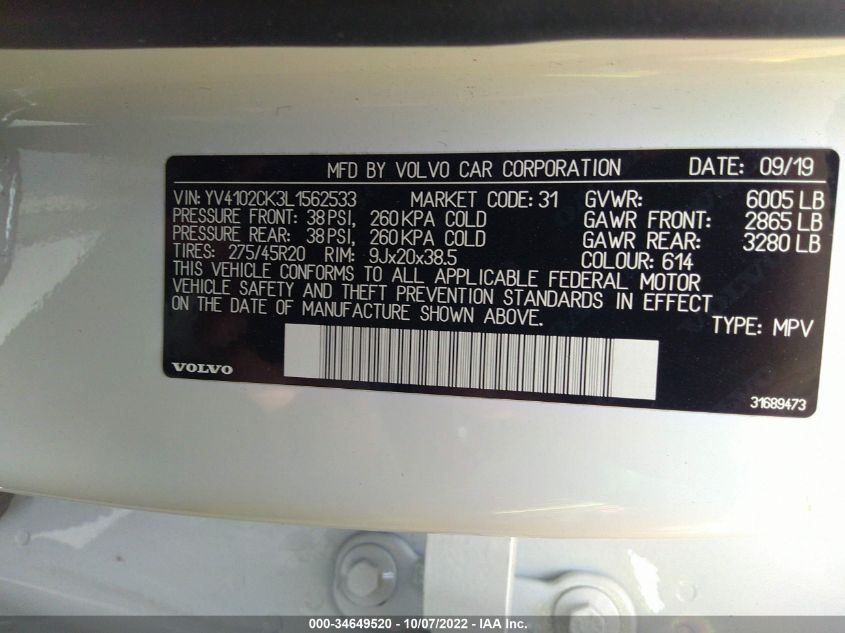 MFD BY VOLVO CAR CORPORATION DATE: 09/19
VIN: YV4102CK3L1562533 MARKET CODE: 31 GVWR: 6005 LB
PRESSURE FRONT: 38 PSI, 260 KPA COLD GAWR FRONT: 2865 LB
PRESSURE REAR: 38 PSI, 260 KPA COLD GAWR REAR: 3280 LB
TIRES: 275/45R20 RIM: 9Jx20x38.5 COLOUR: 614
THIS VEHICLE CONFORMS TO ALL APPLICABLE FEDERAL MOTOR
VEHICLE SAFETY AND THEFT PREVENTION STANDARDS IN EFFECT
ON THE DATE OF MANUFACTURE SHOWN ABOVE.
TYPE: MPV
VOLVO
31689473
000-34649520 - 10/07/2022 - IAA Inc.